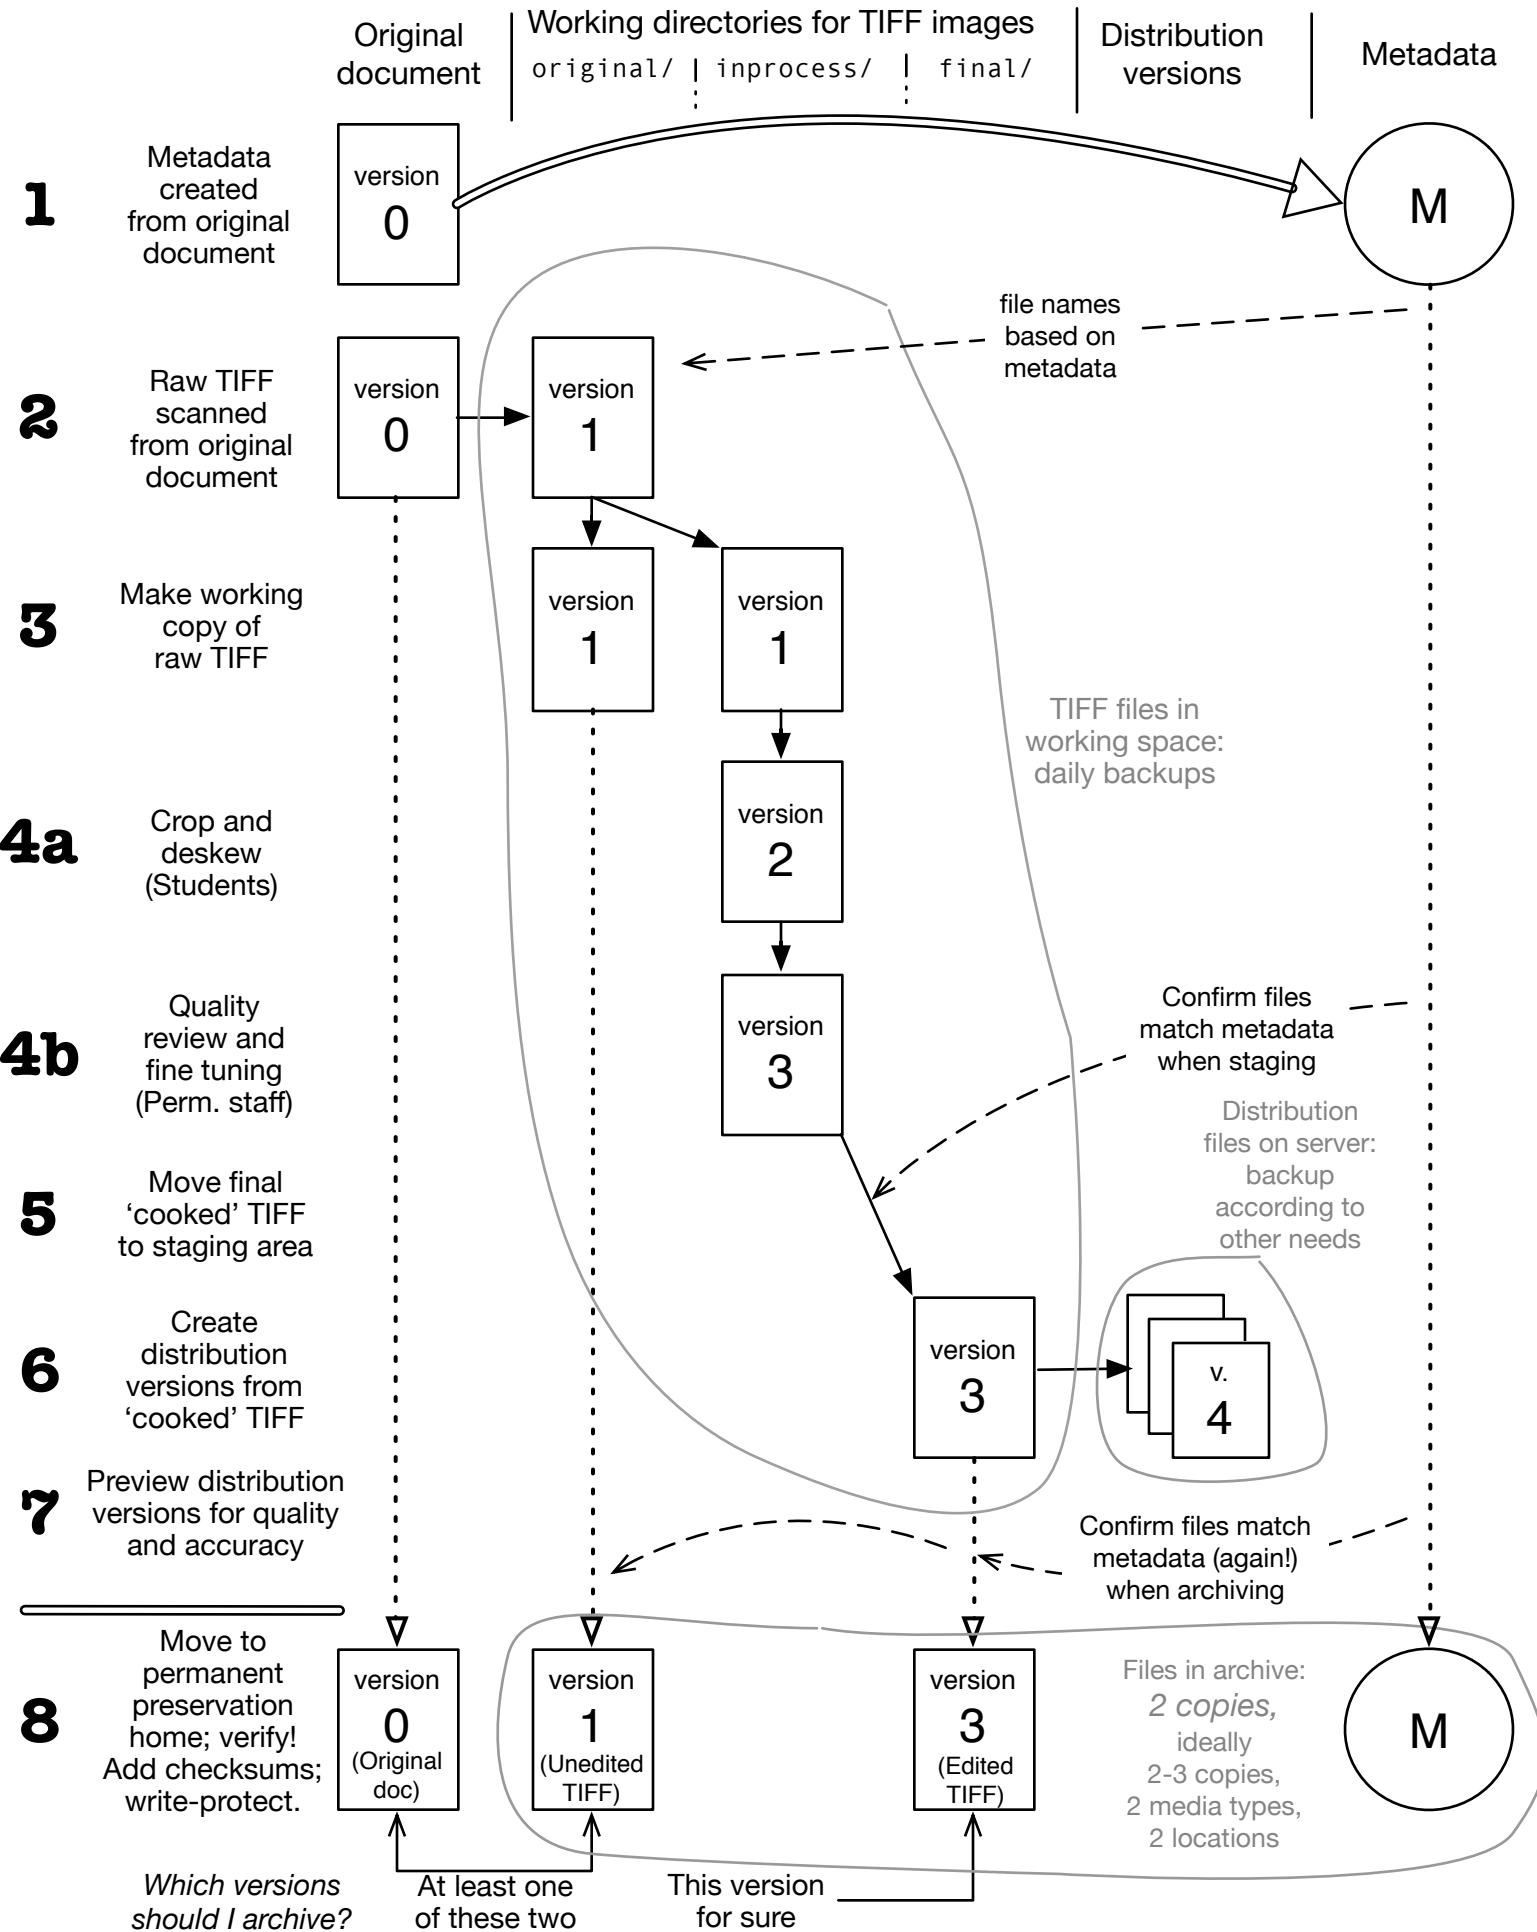 Original
document
Working directories for TIFF images
original/
inprocess/
final/
Distribution
versions
Metadata
1
Metadata
created
from original
document
version
0
M
file names
based on
metadata
2
Raw TIFF
scanned
from original
document
version
0
version
1
3
Make working
copy of
raw TIFF
version
1
version
1
TIFF files in
working space:
daily backups
4a
Crop and
deskew
(Students)
version
2
4b
Quality
review and
fine tuning
(Perm. staff)
version
3
Confirm files
match metadata
when staging
Distribution
files on server:
backup
according to
other needs
5
Move final
‘cooked’ TIFF
to staging area
6
Create
distribution
versions from
‘cooked’ TIFF
version
3
v.
4
7
Preview distribution
versions for quality
and accuracy
Confirm files match
metadata (again!)
when archiving
8
Move to
permanent
preservation
home; verify!
Add checksums;
write-protect.
version
0
(Original
doc)
version
1
(Unedited
TIFF)
version
3
(Edited
TIFF)
Files in archive:
2 copies,
ideally
2-3 copies,
2 media types,
2 locations
M
Which versions
should I archive?
At least one
of these two
This version
for sure